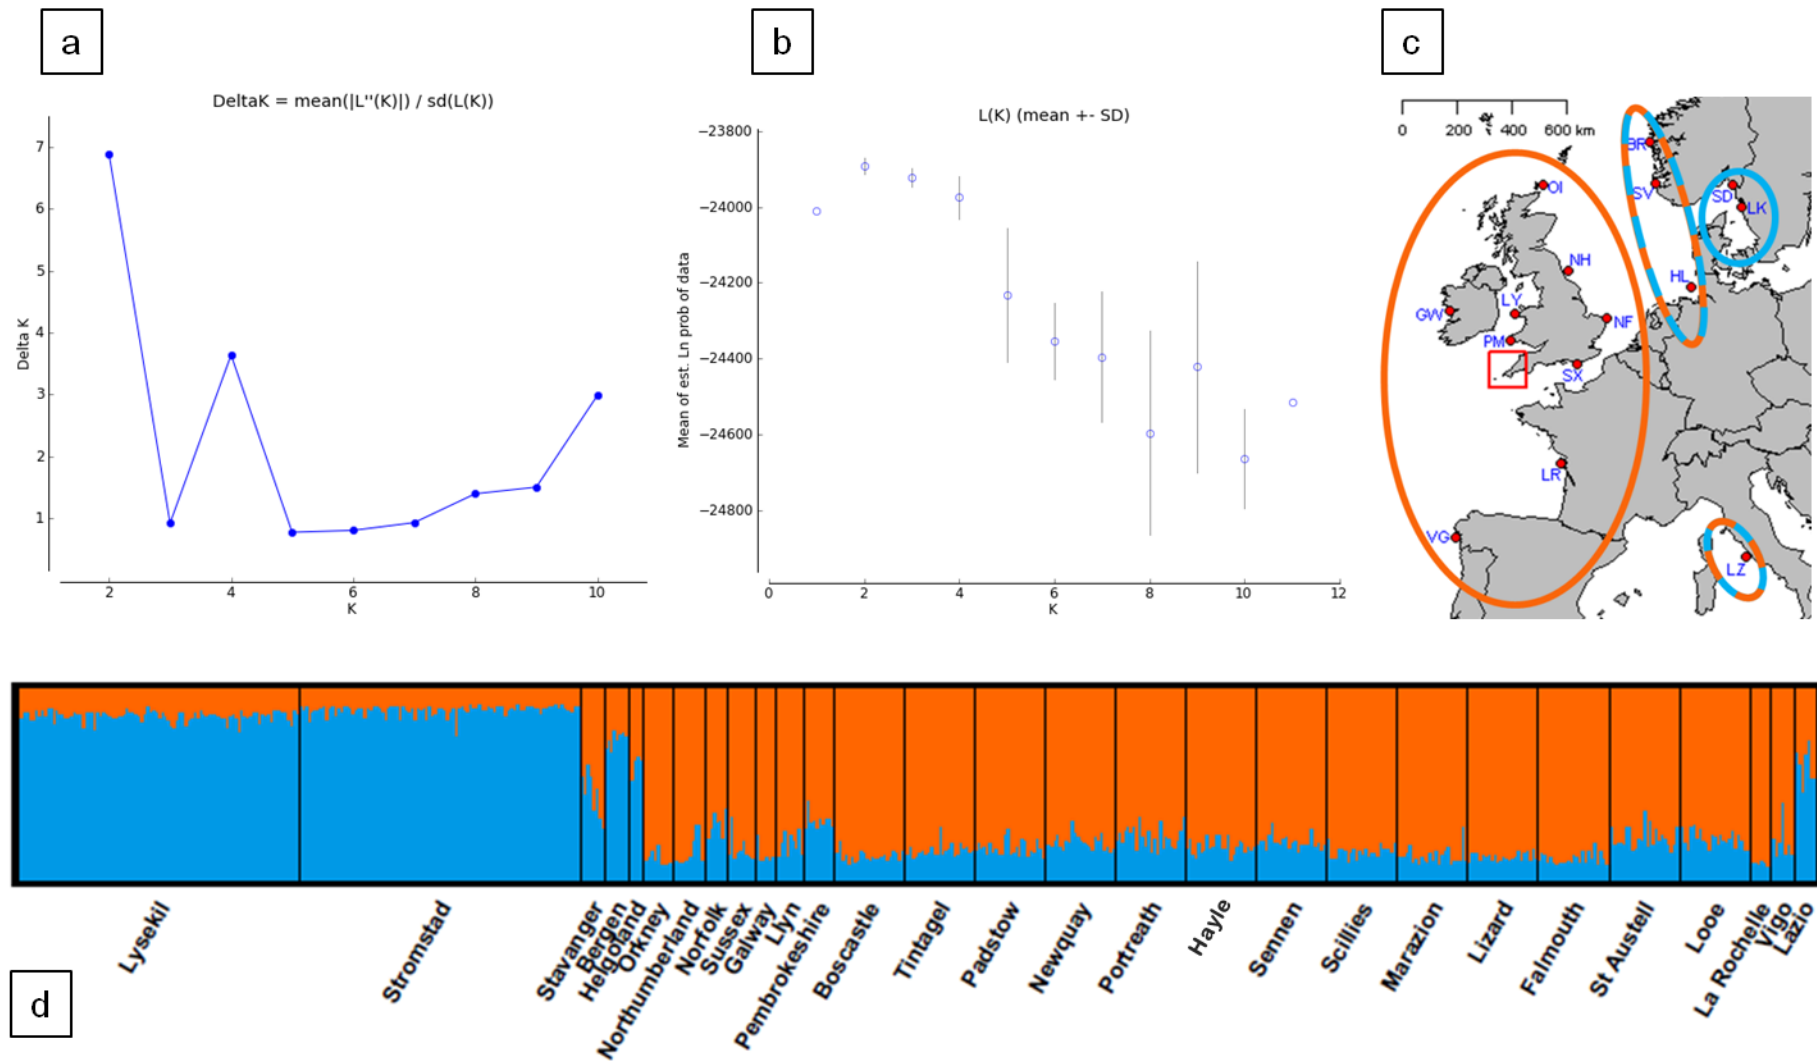 a
b
c
DeltaK = mean(|L''(K)|) / sd(L(K))
7
6
5
4
3
2
1
Delta K
2
4
6
8
10
K
L(K) (mean +- SD)
−23800
−24000
−24200
−24400
−24600
−24800
Mean of est. Ln prob of data
0
2
4
6
8
10
12
K
0
200
400
600 km
BR
OI
SV
SD
LK
NH
HL
LY
GW
NF
PM
SX
LR
VG
LZ
Lysekil
Stromstad
Stavanger
Bergen
Helgoland
Orkney
Northumberland
Norfolk
Sussex
Galway
Llyn
Pembrokeshire
Boscastle
Tintagel
Padstow
Newquay
Portreath
Hayle
Sennen
Scillies
Marazion
Lizard
Falmouth
St Austell
Looe
La Rochelle
Vigo
Lazio
d